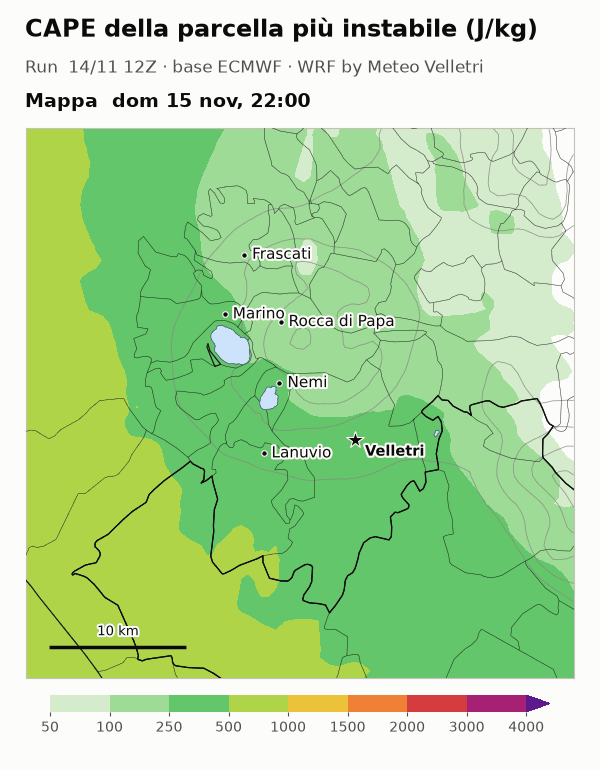 CAPE della parcella più instabile (J/kg)
Run  14/11 12Z · base ECMWF · WRF by Meteo Velletri
Mappa  dom 15 nov, 22:00
Frascati
Marino
Rocca di Papa
Nemi
Velletri
Lanuvio
10 km
50 100 250 500 1000 1500 2000 3000 4000